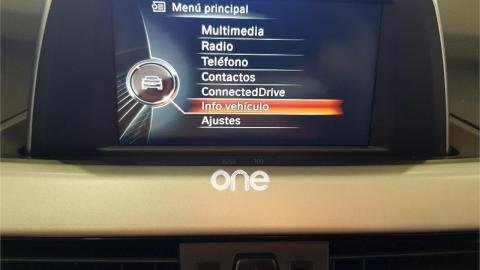 Menú principal
Multimedia
Radio
Teléfono
Contactos
ConnectedDrive
Info vehículo
Ajustes
one